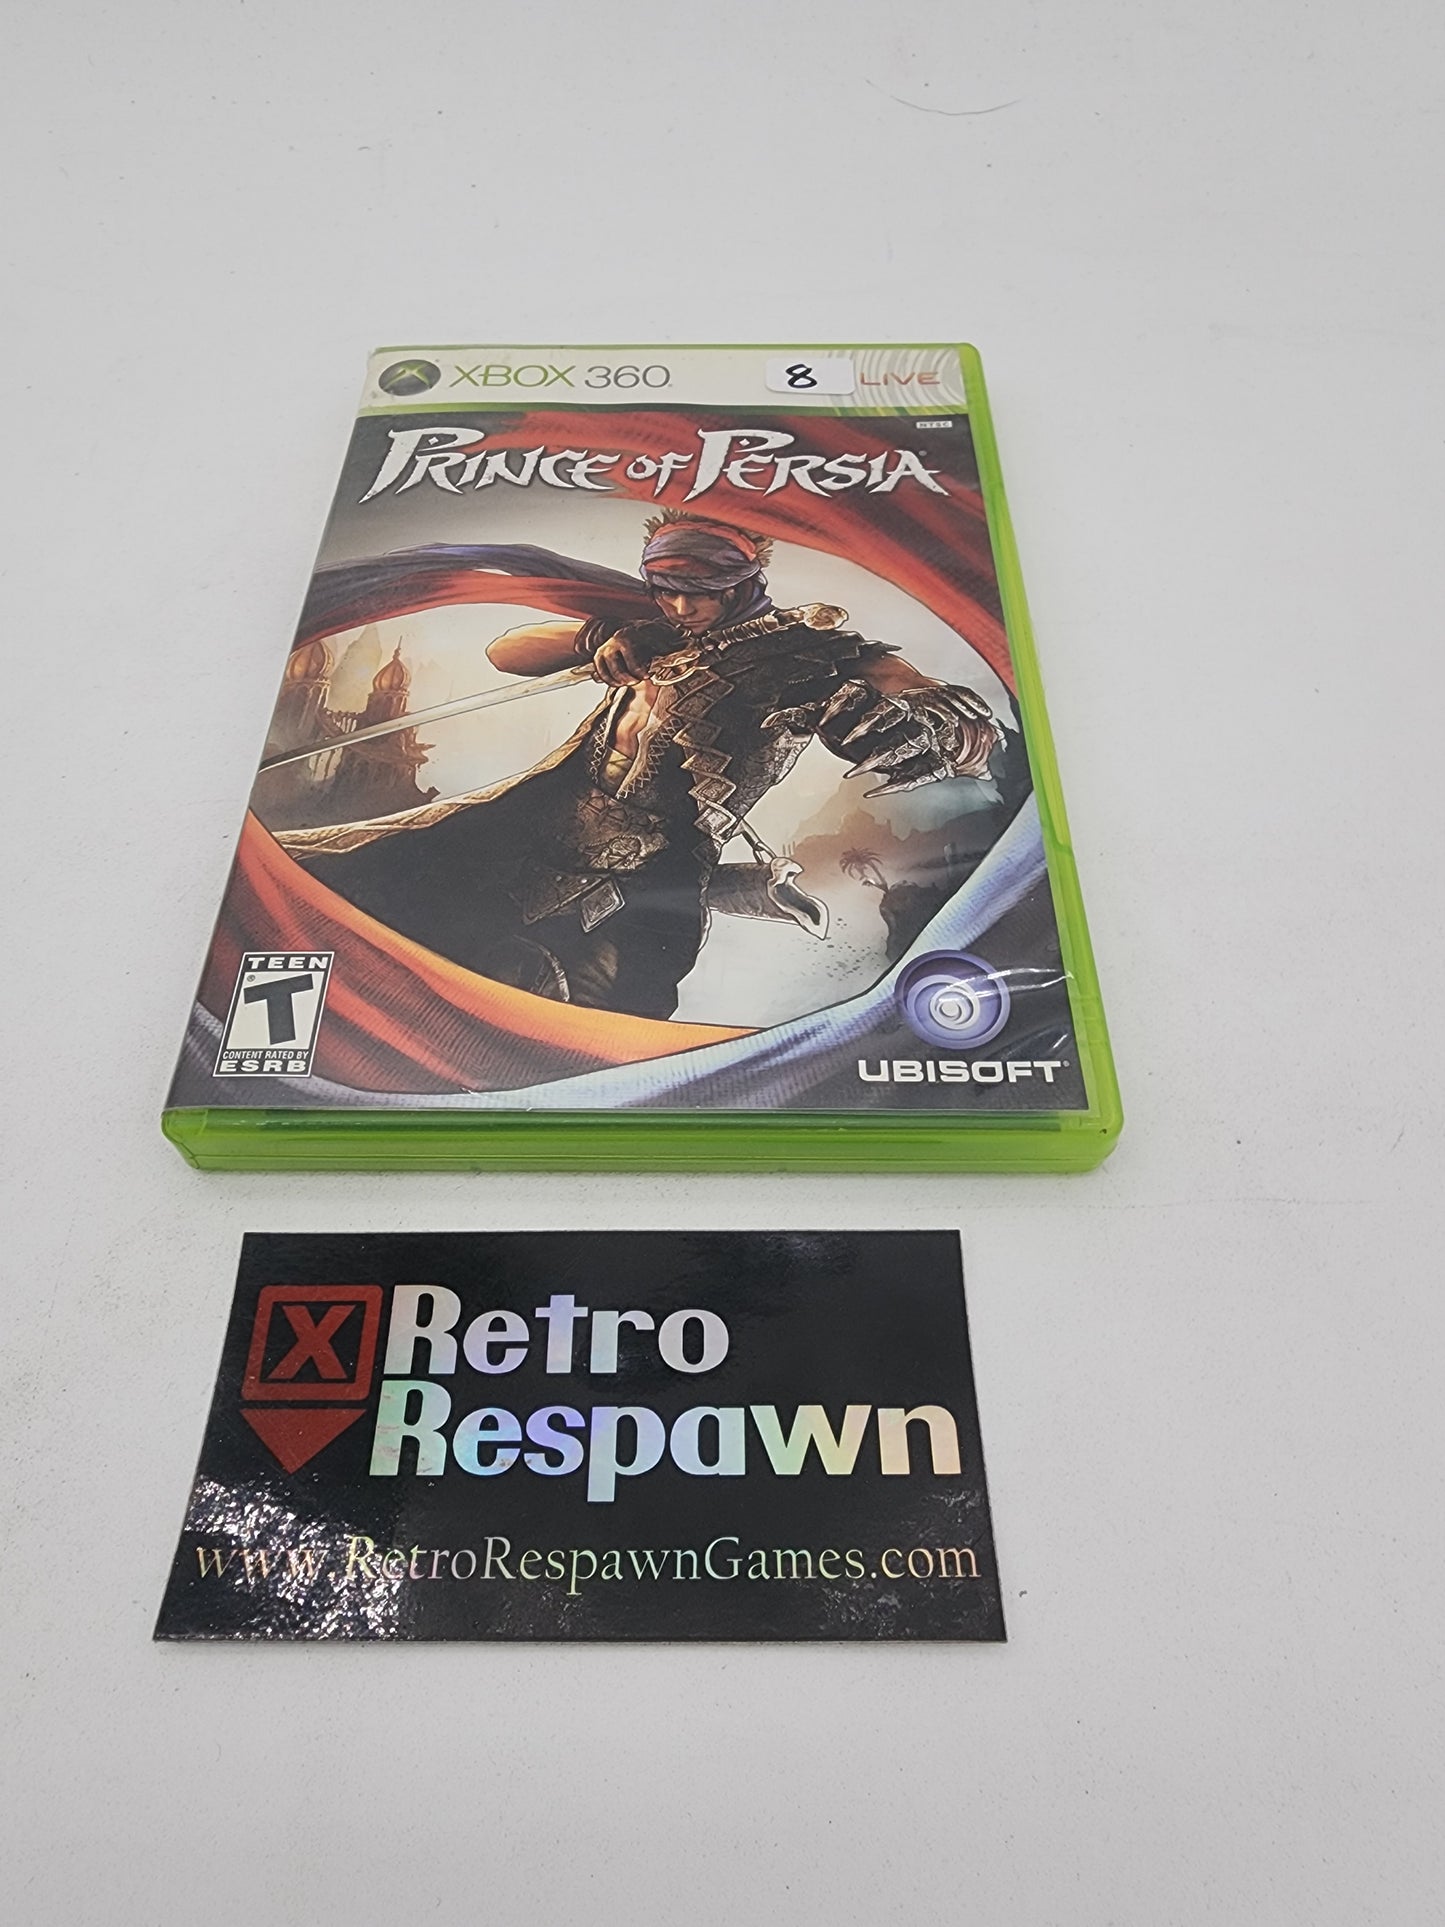 XBOX 360
8
LIVE
NTSC
PRINCE OF PERSIA
TEEN
T
CONTENT RATED BY
ESRB
UBISOFT
X Retro
Respawn
www.RetroRespawnGames.com